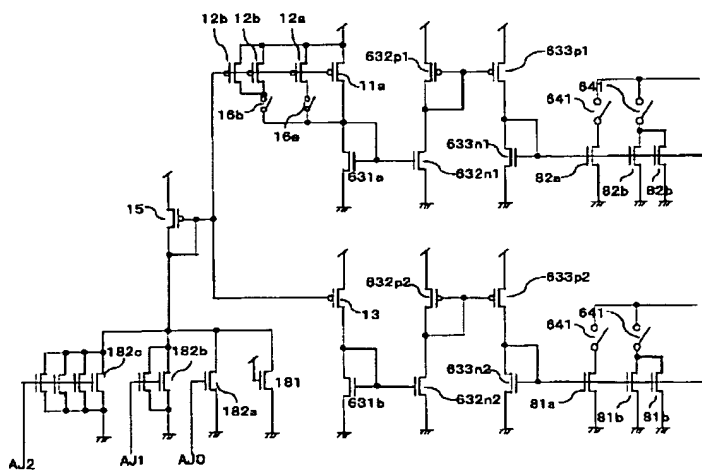 12b 12b 12a
632p1
633p1
11a
641
641
16b
16a
633n1
631a
632n1
82a
82b
82b
15
632p2
633p2
13
641
641
182c
182b
181
633n2
182a
631b
632n2
81a
81b
81b
AJ2
AJ1
AJ0